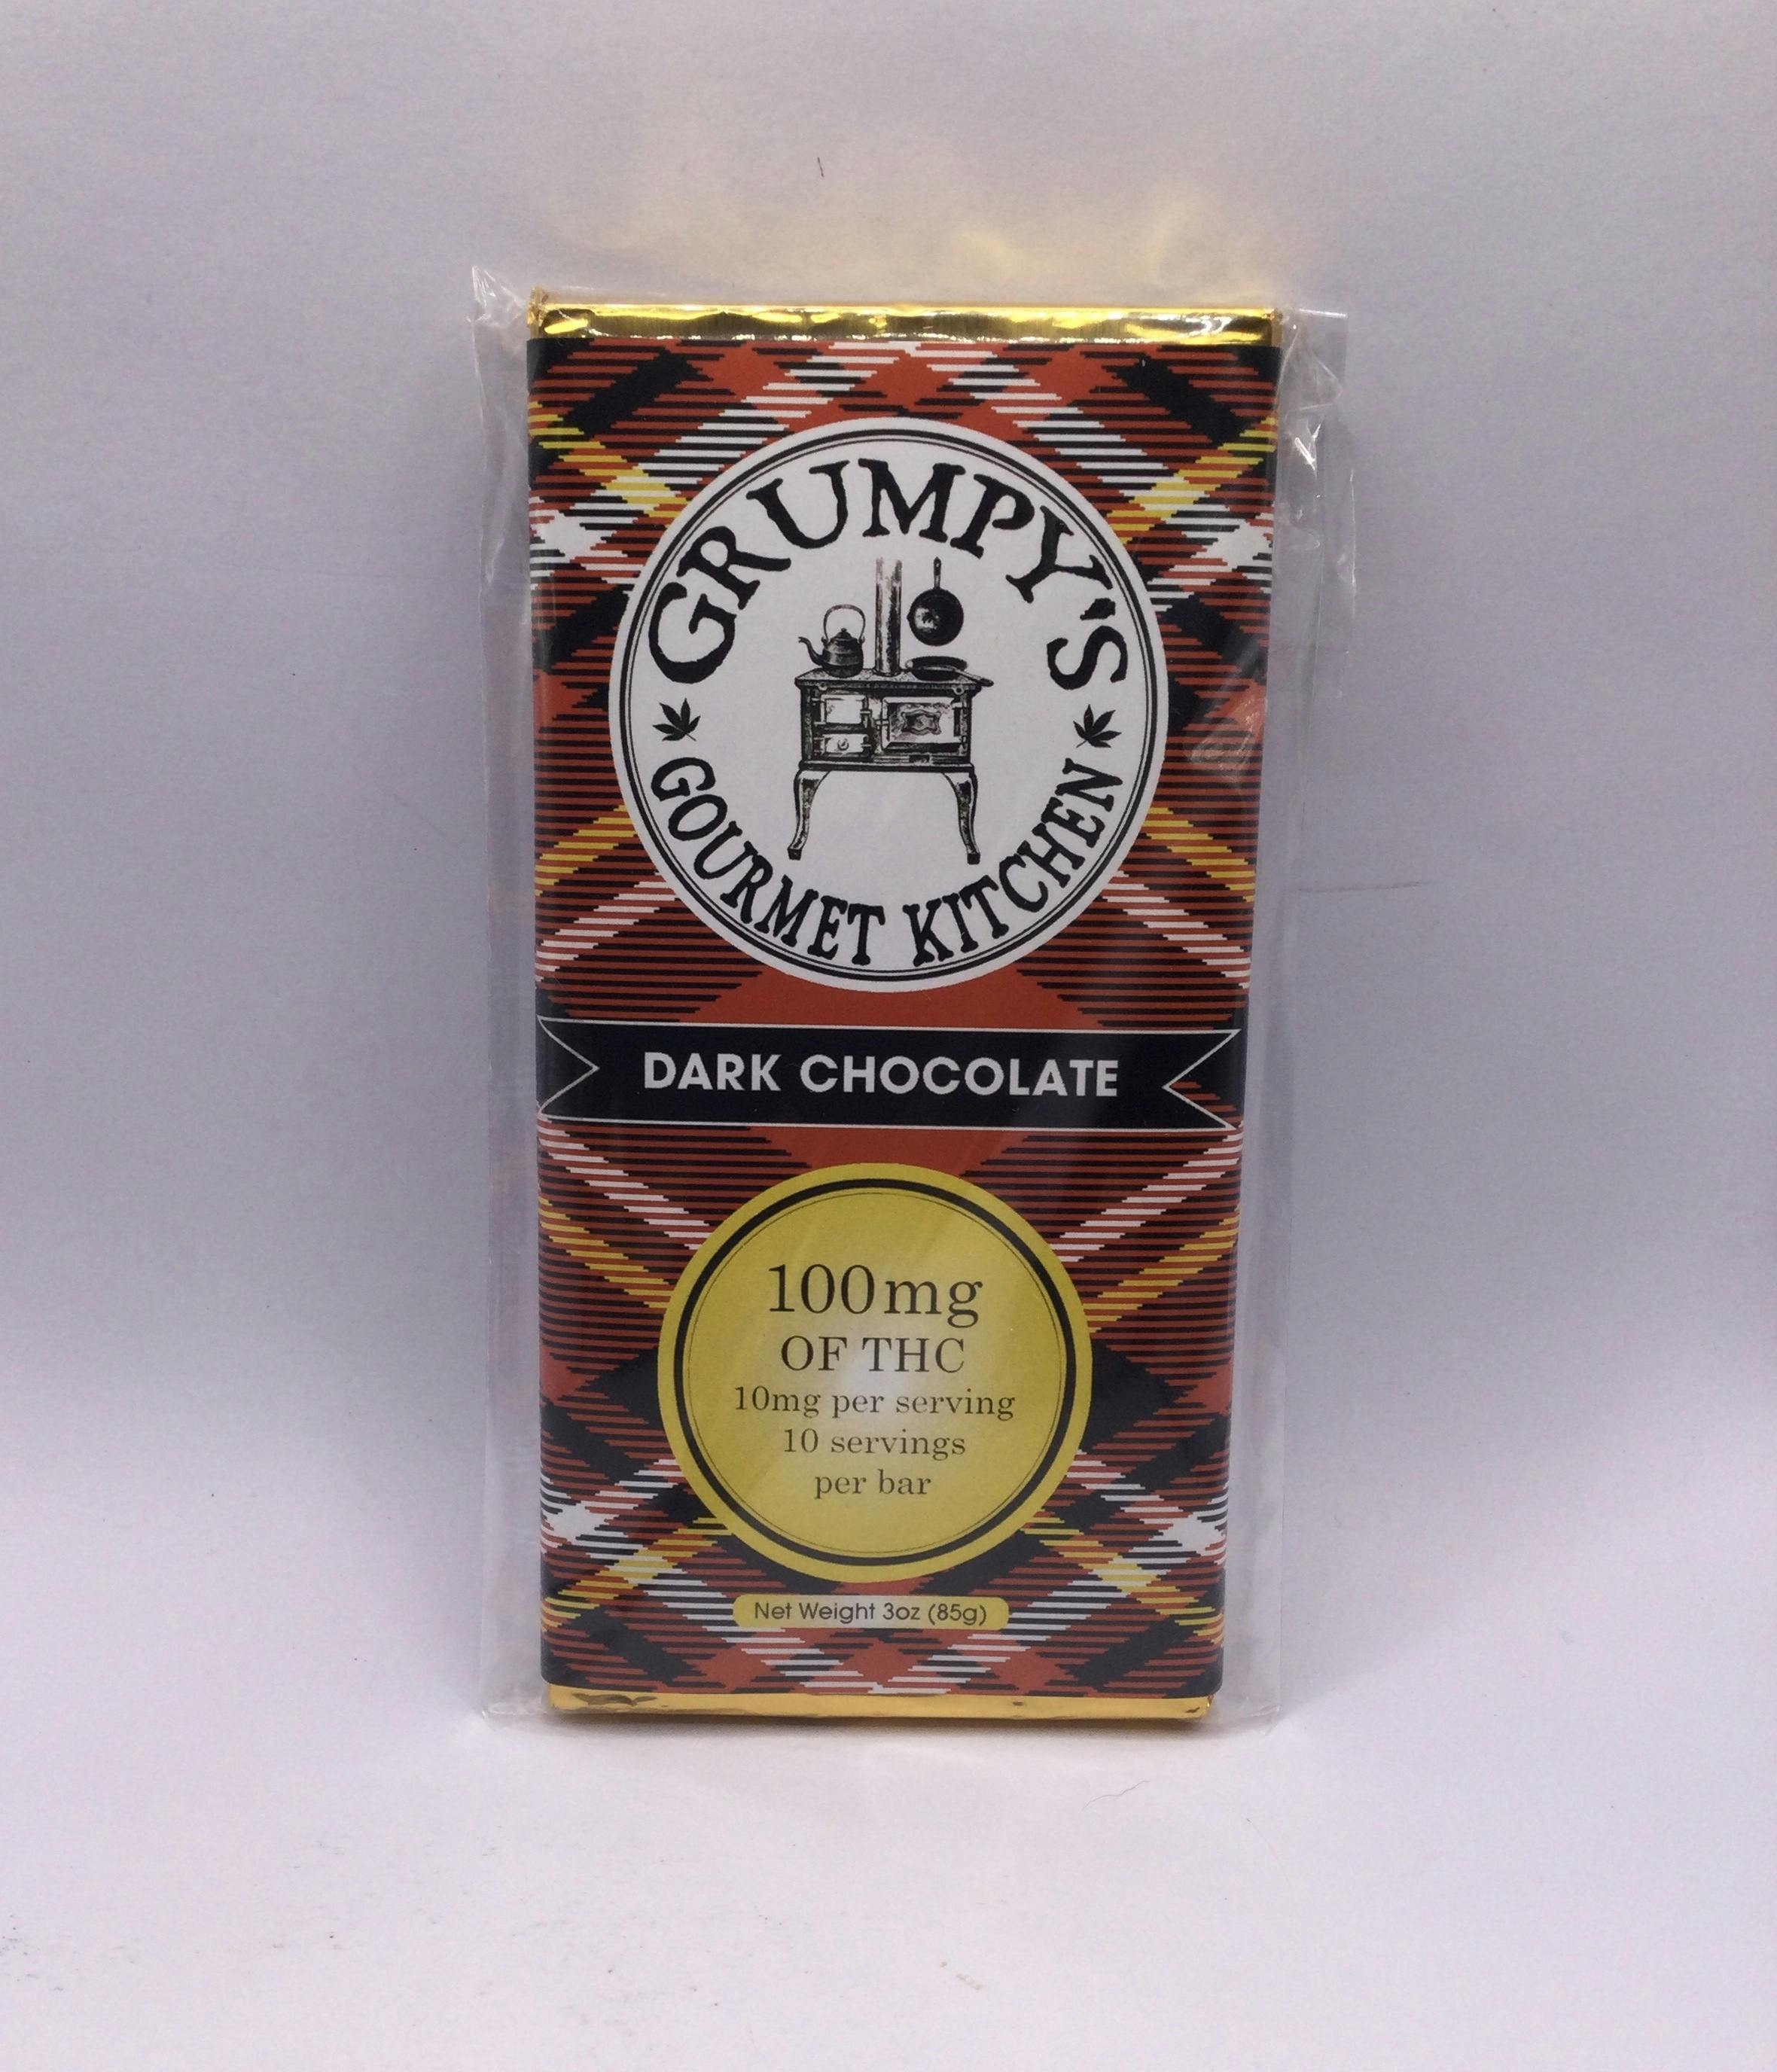 GRUMPY'S
GOURMET KITCHEN
DARK CHOCOLATE
100mg
OF THC
10mg per serving
10 servings
per bar
Net Weight 3oz (85g)